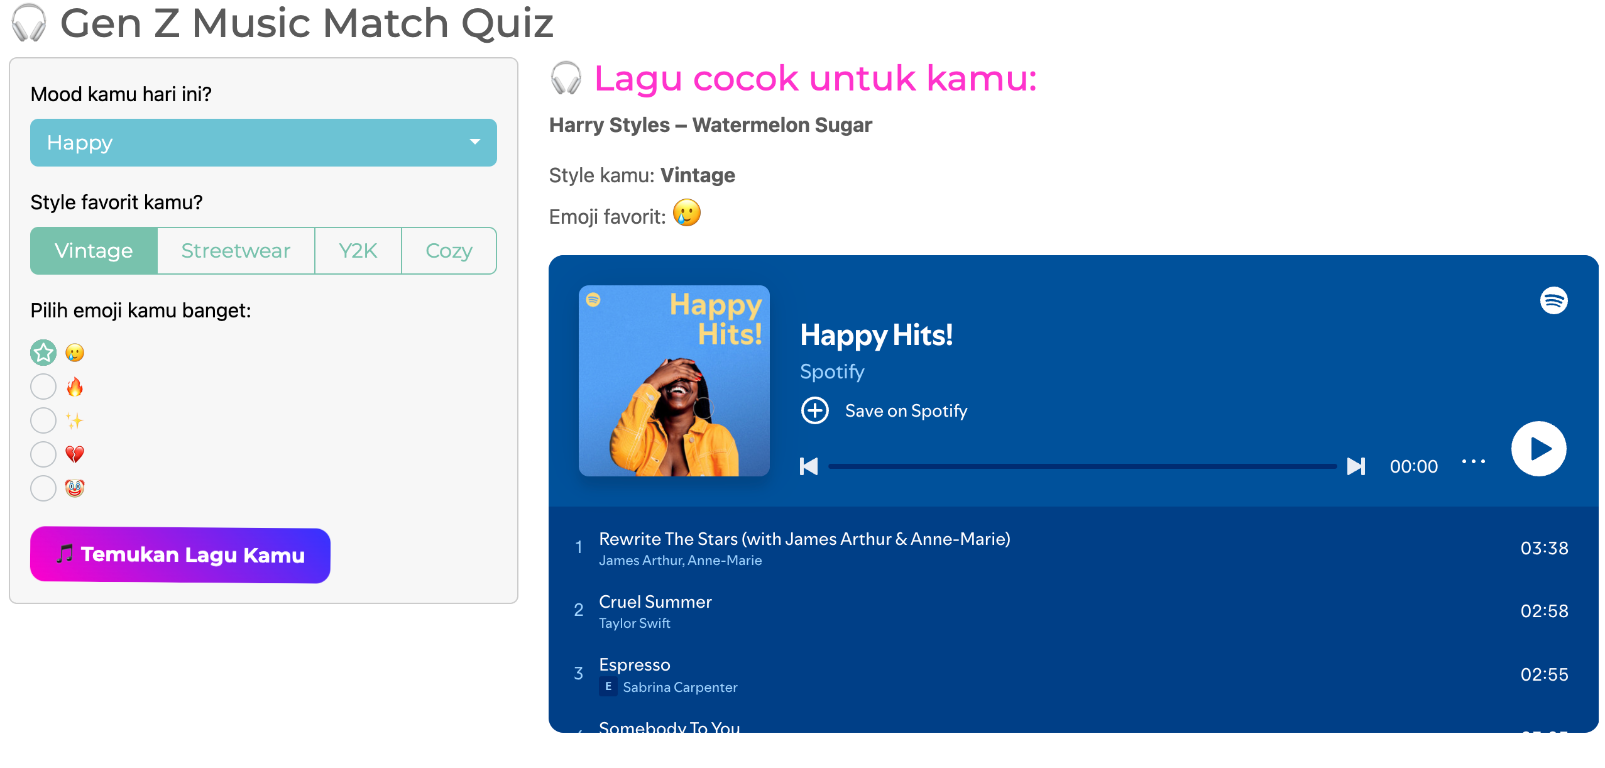 🎧 Gen Z Music Match Quiz
Mood kamu hari ini?
Happy
Style favorit kamu?
Vintage
Streetwear
Y2K
Cozy
Pilih emoji kamu banget:
🥲
🔥
✨
💔
🤡
🎵 Temukan Lagu Kamu
🎧 Lagu cocok untuk kamu:
Harry Styles – Watermelon Sugar
Style kamu: Vintage
Emoji favorit: 🥲
Happy
Hits!
Happy Hits!
Spotify
Save on Spotify
00:00
1
Rewrite The Stars (with James Arthur & Anne-Marie)
James Arthur, Anne-Marie
03:38
2
Cruel Summer
Taylor Swift
02:58
3
Espresso
E Sabrina Carpenter
02:55
Somebody To You